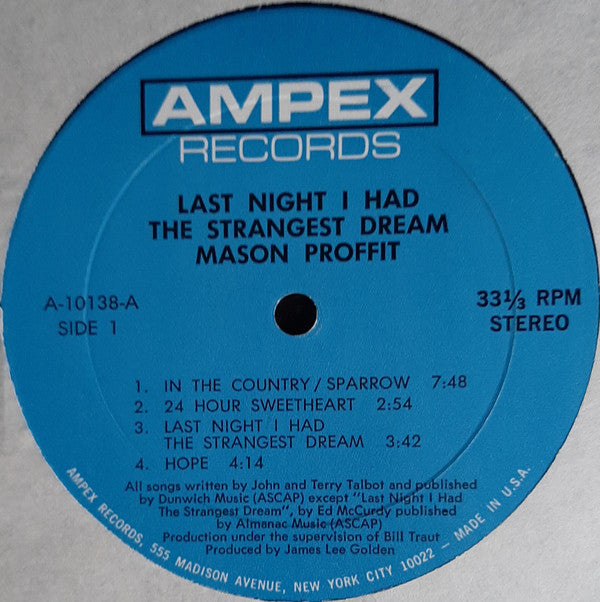 AMPEX
RECORDS
LAST NIGHT I HAD
THE STRANGEST DREAM
MASON PROFFIT
A-10138-A
SIDE 1
33⅓ RPM
STEREO
1. IN THE COUNTRY/SPARROW 7:48
2. 24 HOUR SWEETHEART 2:54
3. LAST NIGHT I HAD
THE STRANGEST DREAM 3:42
4. HOPE 4:14
All songs written by John and Terry Talbot and published
by Dunwich Music (ASCAP) except "Last Night I Had
The Strangest Dream", by Ed McCurdy published
by Almanac Music (ASCAP)
Production under the supervision of Bill Traut
Produced by James Lee Golden
AMPEX RECORDS, 555 MADISON AVENUE, NEW YORK CITY 10022 – MADE IN U.S.A.